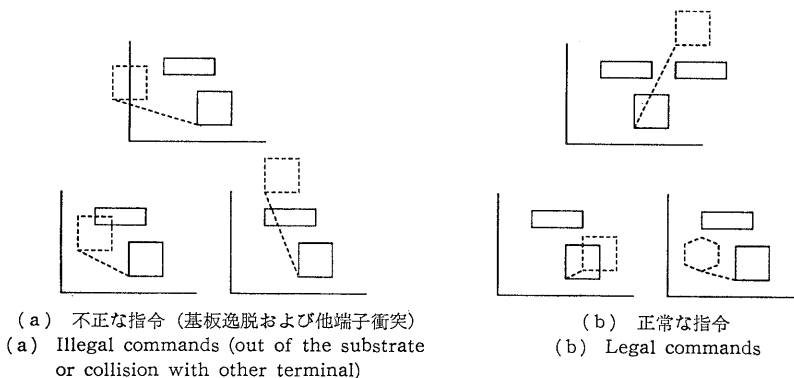 (a) 不正な指令 (基板逸脱および他端子衝突)
(a) Illegal commands (out of the substrate
or collision with other terminal)
(b) 正常な指令
(b) Legal commands